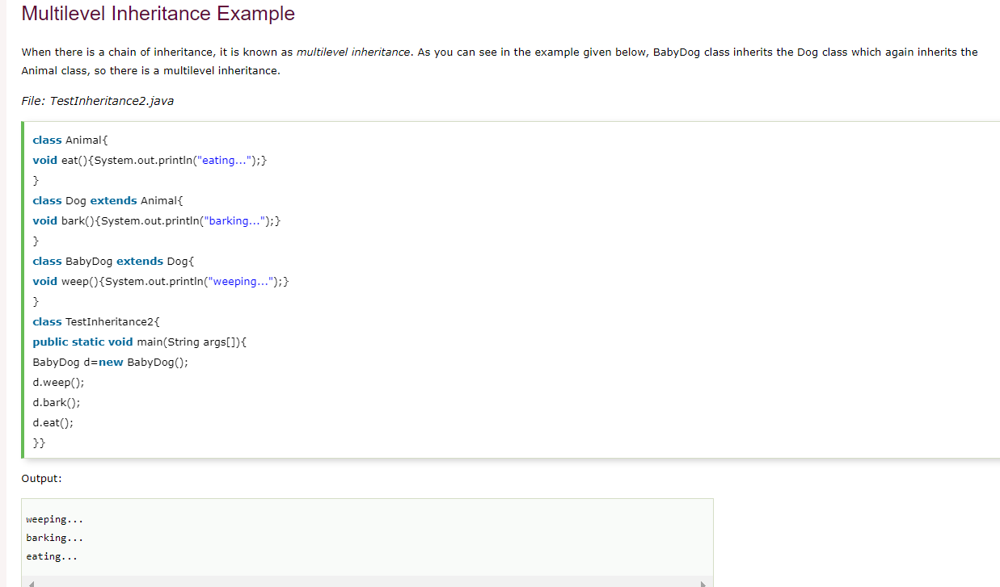 Multilevel Inheritance Example
When there is a chain of inheritance, it is known as multilevel inheritance. As you can see in the example given below, BabyDog class inherits the Dog class which again inherits the
Animal class, so there is a multilevel inheritance.
File: TestInheritance2.java
class Animal{
void eat(){System.out.println("eating...");}
}
class Dog extends Animal{
void bark(){System.out.println("barking...");}
}
class BabyDog extends Dog{
void weep(){System.out.println("weeping...");}
}
class TestInheritance2{
public static void main(String args[]){
BabyDog d=new BabyDog();
d.weep();
d.bark();
d.eat();
}}
Output:
weeping...
barking...
eating...